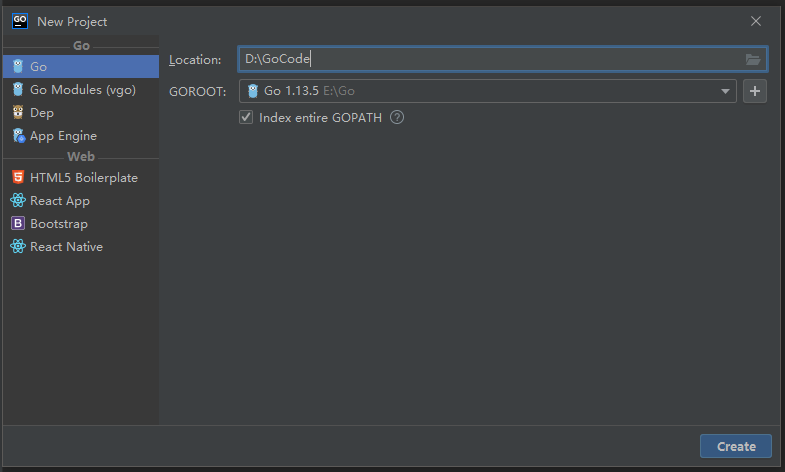 GO New Project
Go
Go
Go Modules (vgo)
Dep
App Engine
Web
HTML5 Boilerplate
React App
B Bootstrap
React Native
Location: D:\GoCode
GOROOT: Go 1.13.5 E:\Go
Index entire GOPATH ?
Create